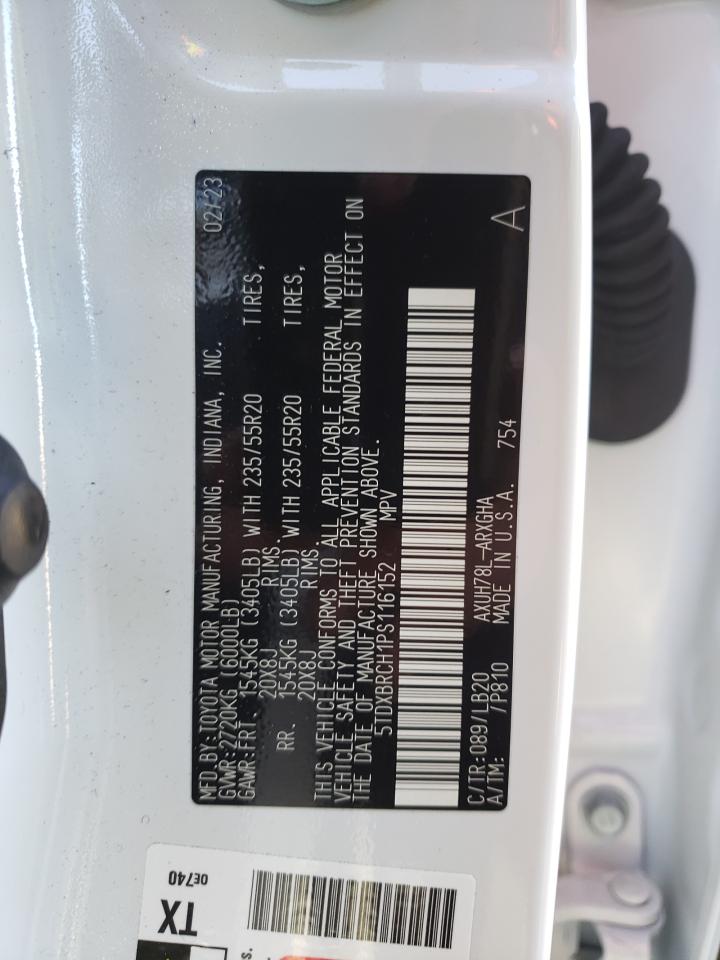 MFD.BY:TOYOTA MOTOR MANUFACTURING, INDIANA, INC. 02/23
GVWR:2720KG (6000LB)
GAWR:FRT. 1545KG (3405LB) WITH 235/55R20 TIRES,
20X8J RIMS.
RR. 1545KG (3405LB) WITH 235/55R20 TIRES,
20X8J RIMS.
THIS VEHICLE CONFORMS TO ALL APPLICABLE FEDERAL MOTOR
VEHICLE SAFETY AND THEFT PREVENTION STANDARDS IN EFFECT ON
THE DATE OF MANUFACTURE SHOWN ABOVE.
5TDXBRCH1PS116152 MPV
C/TR:089/LB20 AXUH78L-ARXGHA
A/TM: /P810 MADE IN U.S.A. 754 A
TX
0E740
s.